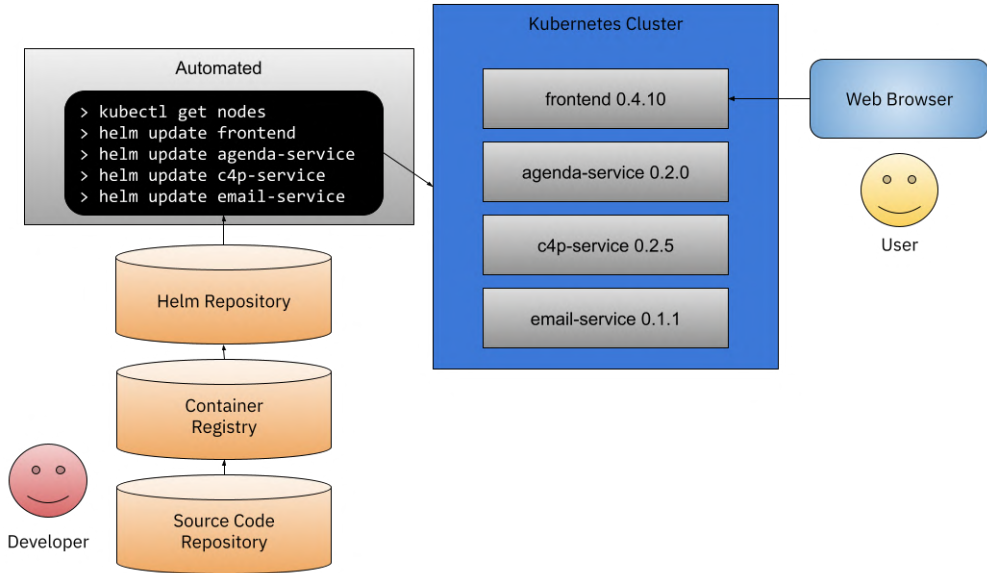 Kubernetes Cluster
Automated
> kubectl get nodes
> helm update frontend
> helm update agenda-service
> helm update c4p-service
> helm update email-service
frontend 0.4.10
agenda-service 0.2.0
c4p-service 0.2.5
email-service 0.1.1
Web Browser
User
Helm Repository
Container
Registry
Source Code
Repository
Developer